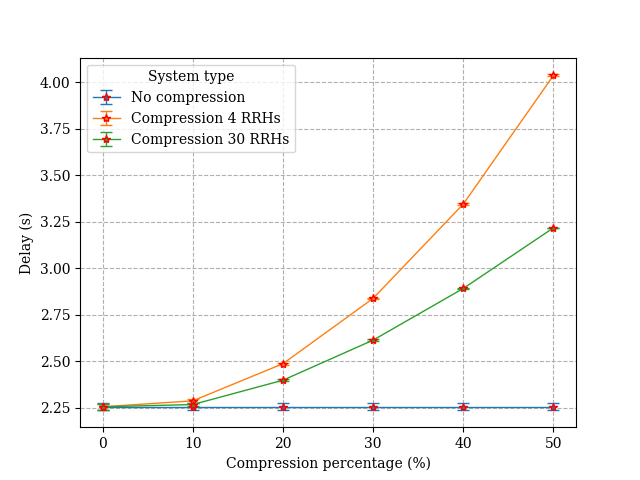 System type
No compression
Compression 4 RRHs
Compression 30 RRHs
Delay (s)
4.00
3.75
3.50
3.25
3.00
2.75
2.50
2.25
0 10 20 30 40 50
Compression percentage (%)